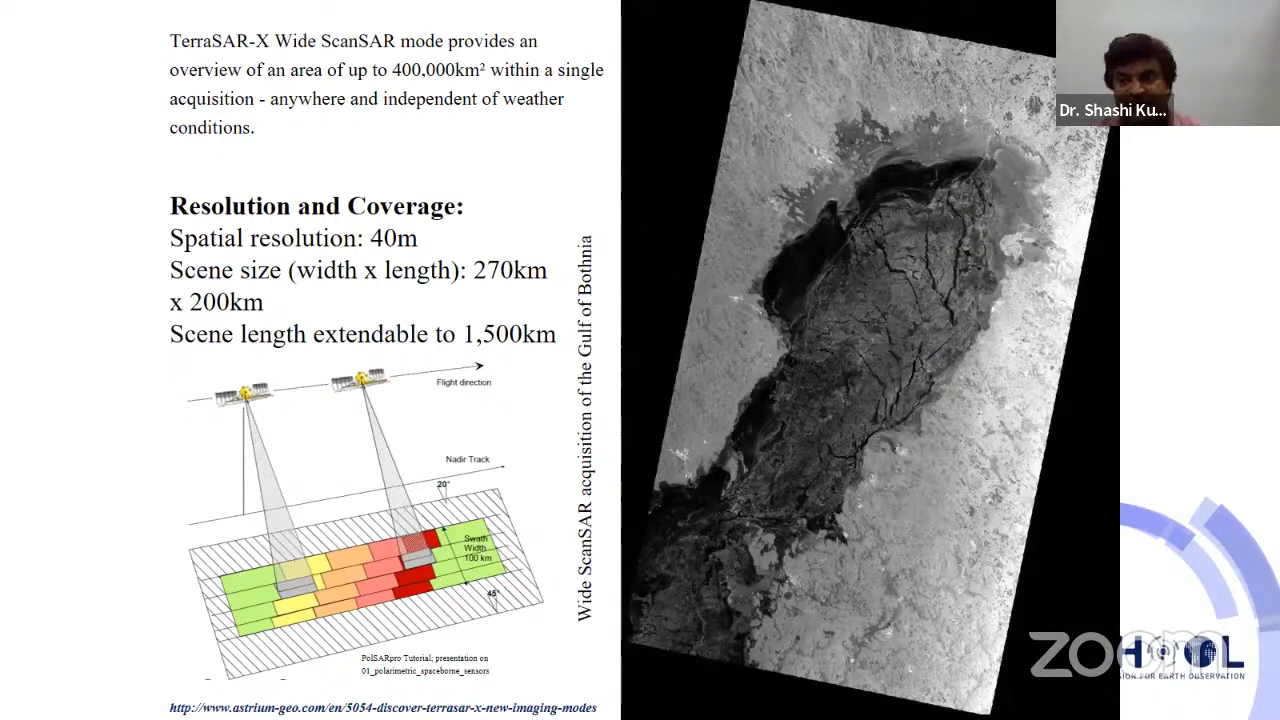 TerraSAR-X Wide ScanSAR mode provides an
overview of an area of up to 400,000km² within a single
acquisition - anywhere and independent of weather
conditions.
Resolution and Coverage:
Spatial resolution: 40m
Scene size (width x length): 270km
x 200km
Scene length extendable to 1,500km
Flight direction
Nadir Track
20°
Swath
Width
100 km
45°
PolSARpro Tutorial; presentation on
01_polarimetric_spaceborne_sensors
http://www.astrium-geo.com/en/5054-discover-terrasar-x-new-imaging-modes
Wide ScanSAR acquisition of the Gulf of Bothnia
Dr. Shashi Ku...
zoom
FOR EARTH OBSERVATION